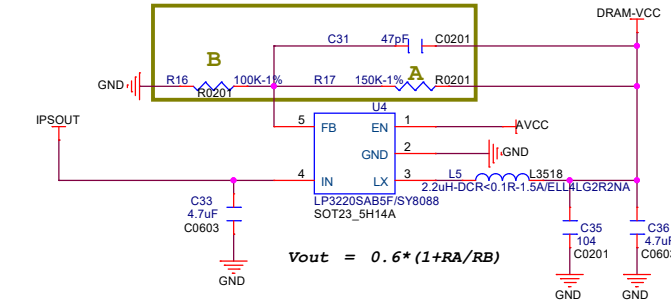 DRAM-VCC
C31 47pF C0201
B A
GND R16 100K-1% R17 150K-1% R0201
R0201
U4
IPSOUT
5 FB EN 1 AVCC
GND 2 GND
4 IN LX 3 L5 L3518
LP3220SAB5F/SY8088 2.2uH-DCR<0.1R-1.5A/ELL4LG2R2NA
SOT23_5H14A
C33
4.7uF
C0603
C35
104
C0201
C36
4.7uF
C0603
Vout = 0.6*(1+RA/RB)
GND
GND
GND